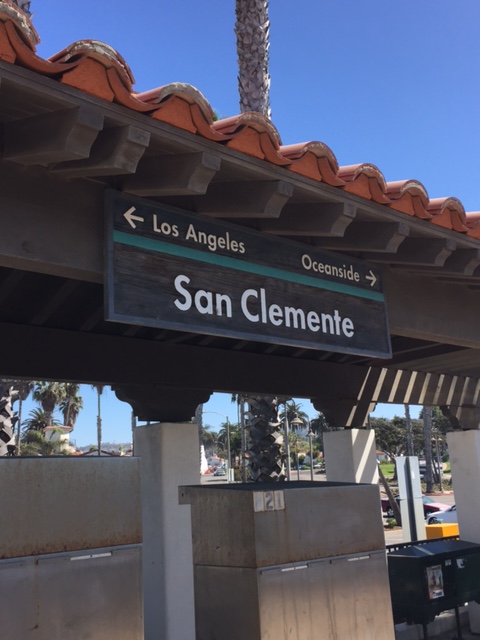 ← Los Angeles
Oceanside →
San Clemente